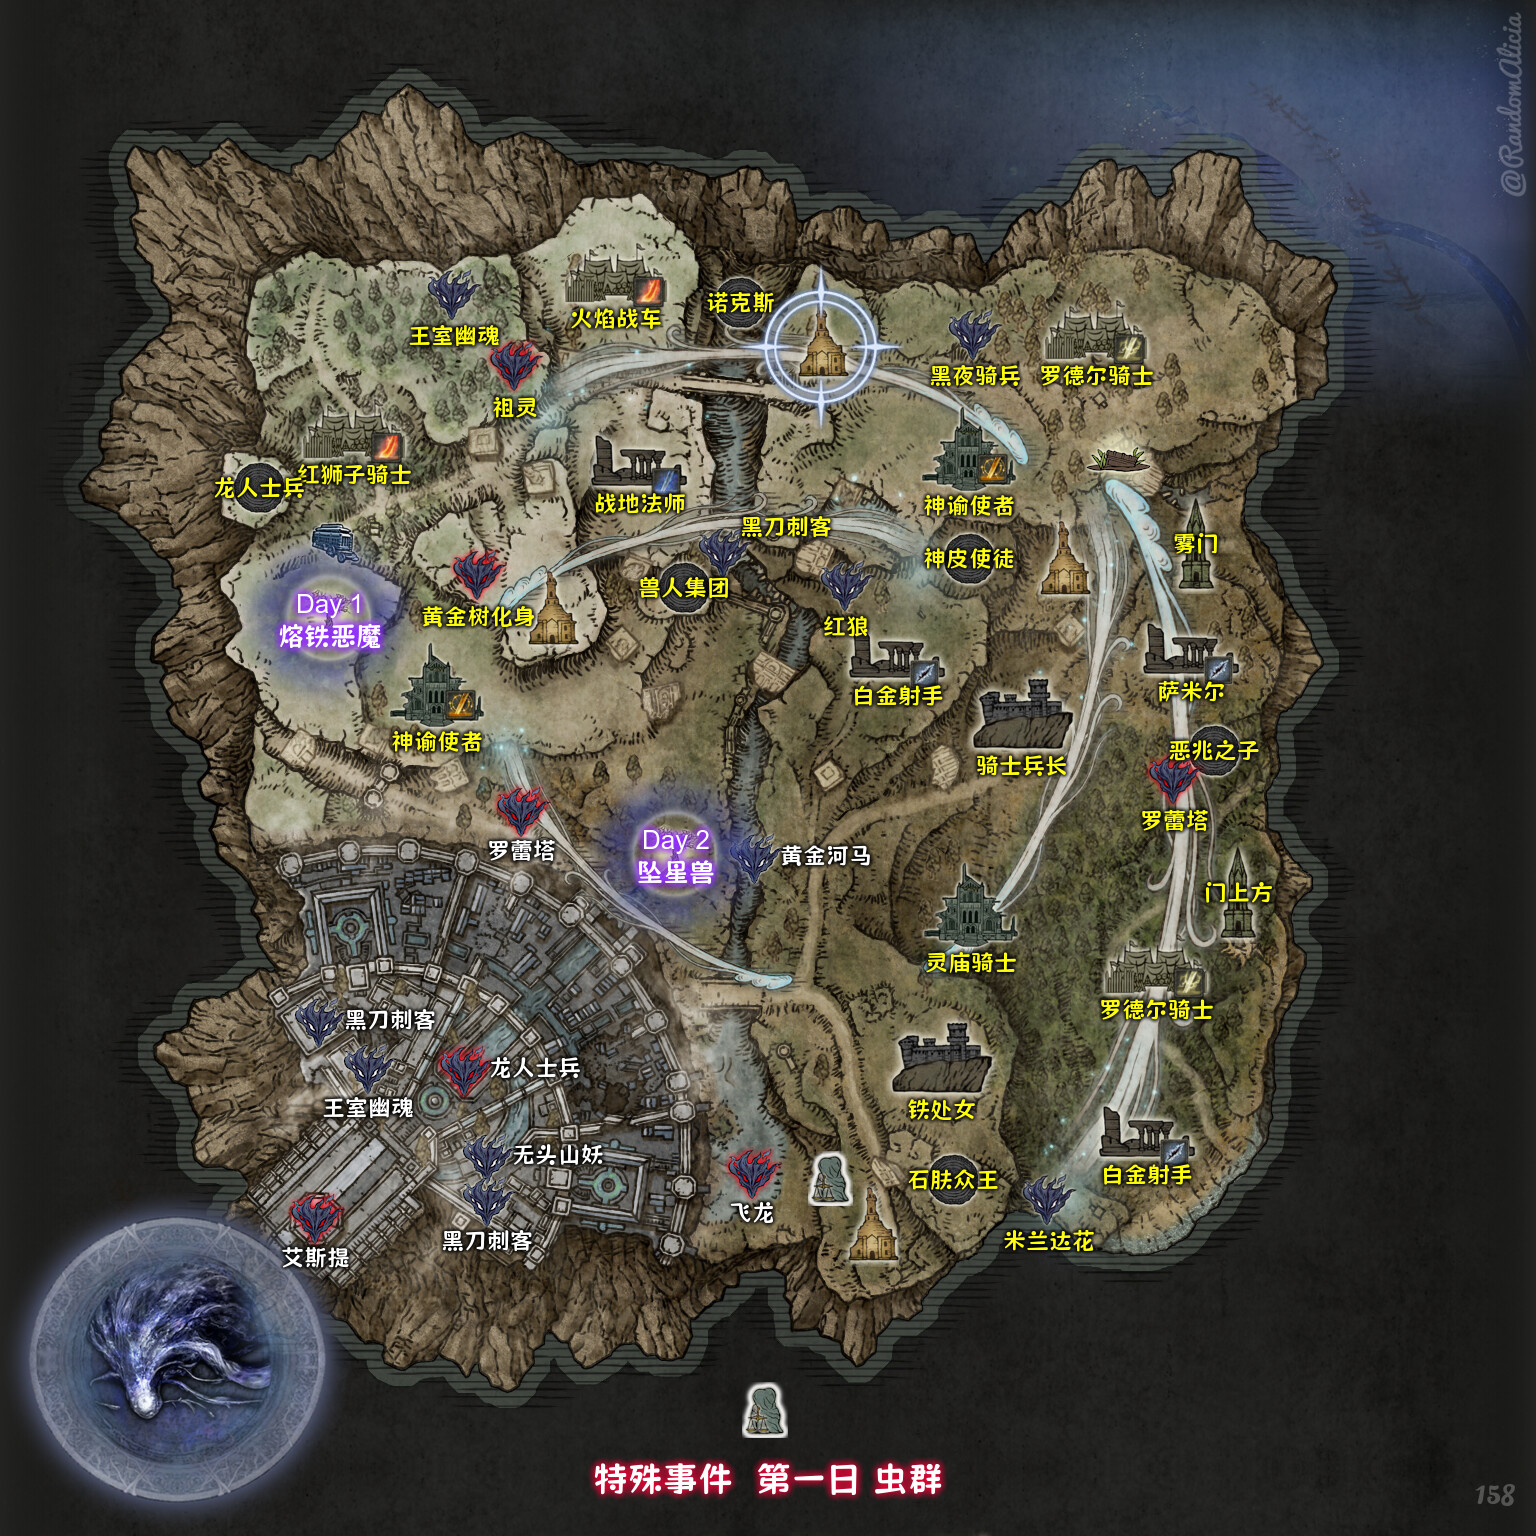 @RandomAlicia
王室幽魂
火焰战车
诺克斯
祖灵
黑夜骑兵
罗德尔骑士
龙人士兵
红狮子骑士
战地法师
神谕使者
黑刀刺客
神皮使徒
雾门
兽人集团
黄金树化身
红狼
Day 1
熔铁恶魔
白金射手
萨米尔
神谕使者
骑士兵长
恶兆之子
罗蕾塔
罗蕾塔
Day 2
坠星兽
黄金河马
门上方
灵庙骑士
罗德尔骑士
黑刀刺客
龙人士兵
王室幽魂
铁处女
无头山妖
石肤众王
白金射手
飞龙
黑刀刺客
米兰达花
艾斯提
特殊事件 第一日 虫群
158